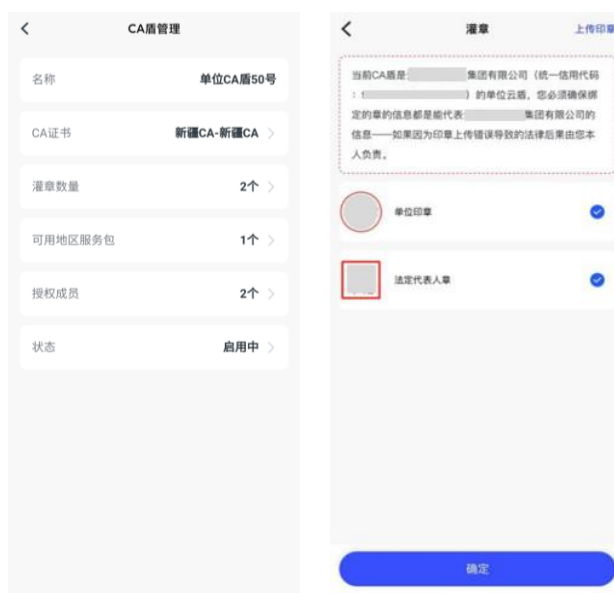 CA盾管理
名称
单位CA盾50号
CA证书
新疆CA-新疆CA
灌章数量
2个
可用地区服务包
1个
授权成员
2个
状态
启用中
灌章
上传印章
当前CA盾是 集团有限公司（统一信用代码
： ）的单位云盾，您必须确保绑
定的章的信息都是能代表 集团有限公司的
信息——如果因为印章上传错误导致的法律后果由您本
人负责。
单位印章
法定代表人章
确定